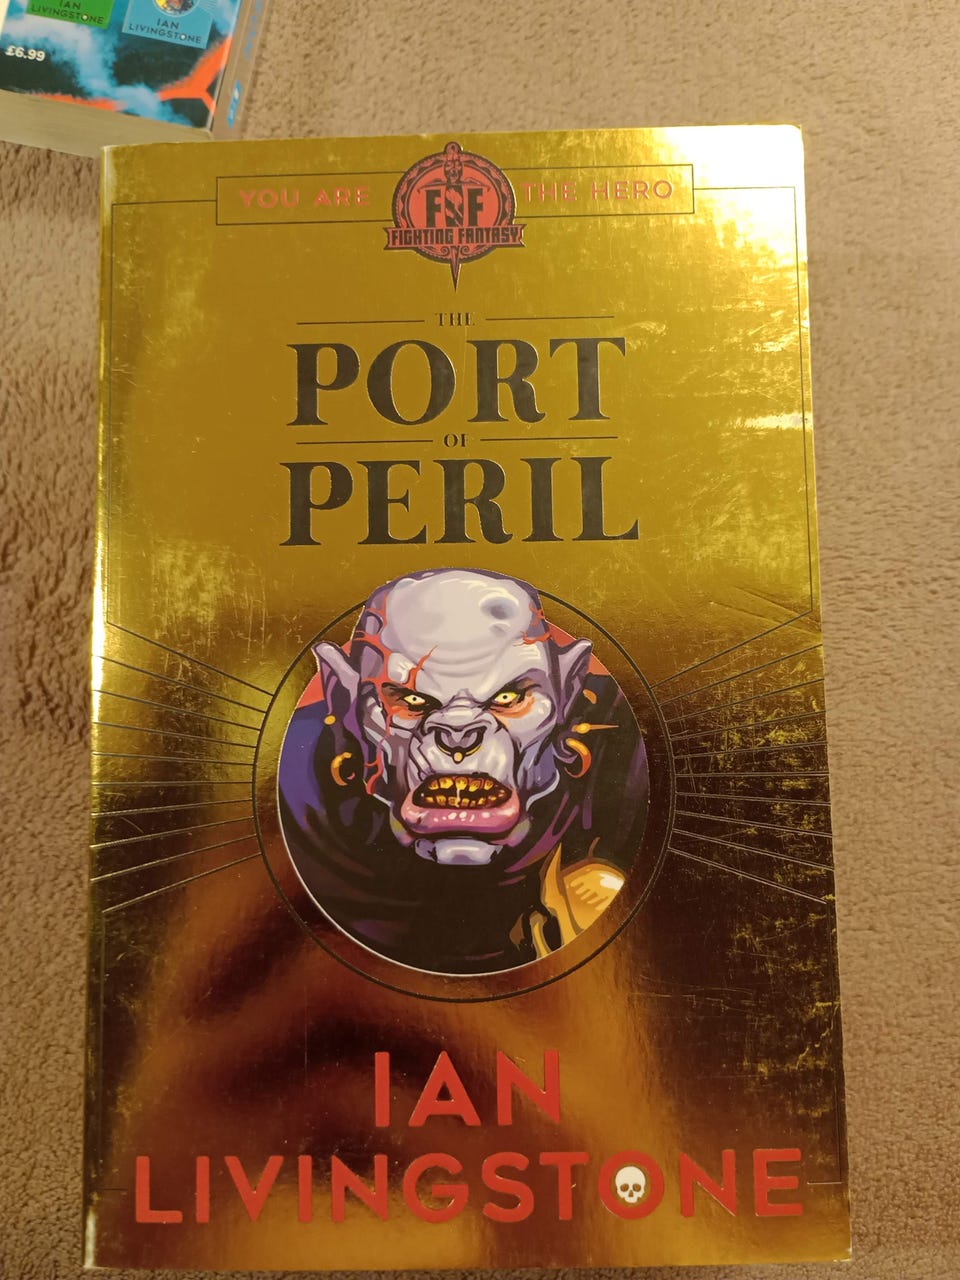 IAN
LIVINGSTONE
IAN
LIVINGSTONE
£6.99
YOU ARE
THE HERO
FF
FIGHTING FANTASY
THE
PORT
OF
PERIL
IAN
LIVINGSTONE